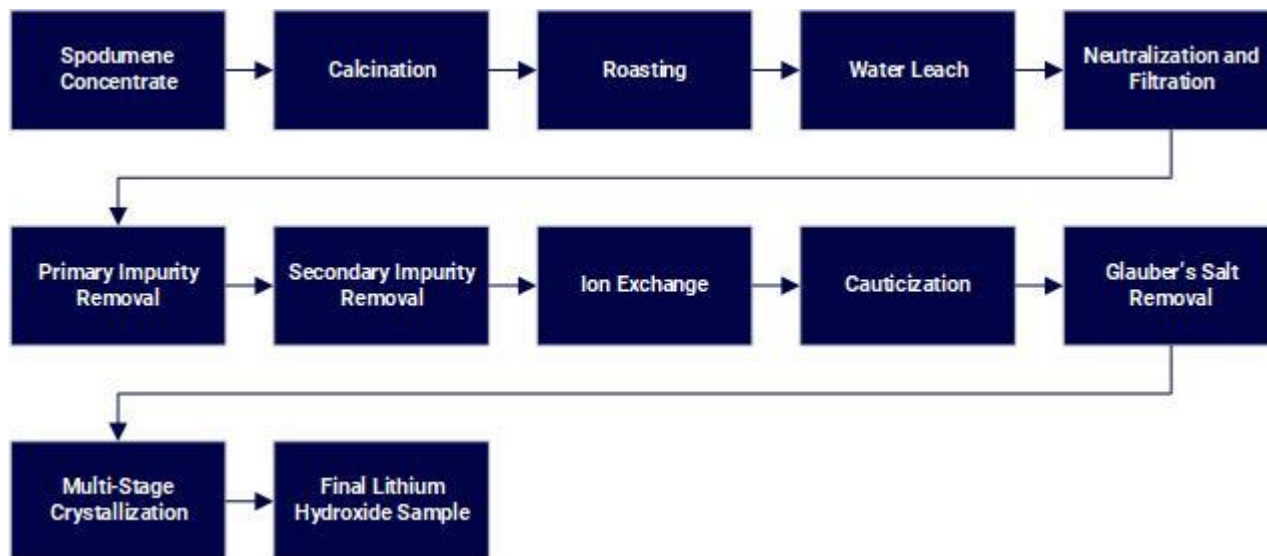 Spodumene
Concentrate
Calcination
Roasting
Water Leach
Neutralization and
Filtration
Primary Impurity
Removal
Secondary Impurity
Removal
Ion Exchange
Cauticization
Glauber's Salt
Removal
Multi-Stage
Crystallization
Final Lithium
Hydroxide Sample